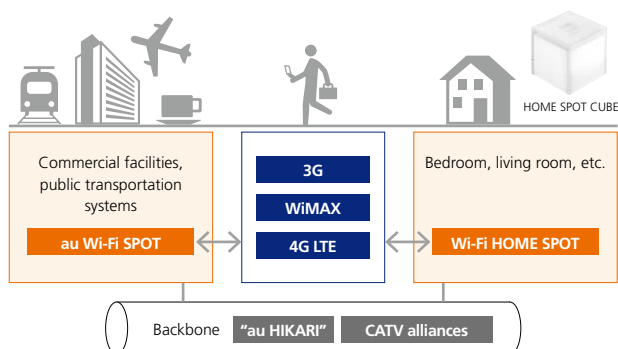 HOME SPOT CUBE
Commercial facilities,
public transportation
systems
au Wi-Fi SPOT
3G
WiMAX
4G LTE
Bedroom, living room, etc.
Wi-Fi HOME SPOT
Backbone
“au HIKARI”
CATV alliances